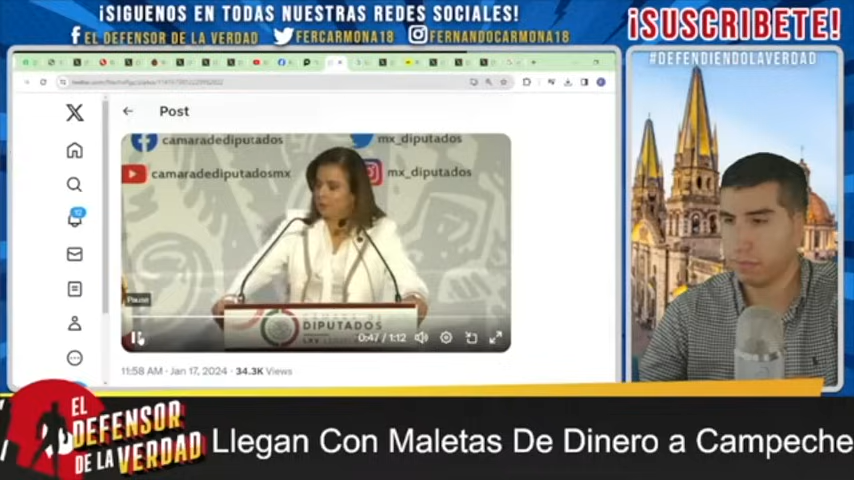 ¡SIGUENOS EN TODAS NUESTRAS REDES SOCIALES!
EL DEFENSOR DE LA VERDAD
FERCARMONA18
FERNANDOCARMONA18
¡SUSCRIBETE!
#DEFENDIENDOLAVERDAD
Post
camaradediputados
mx_diputados
camaradediputadosmx
mx_diputados
Pause
CÁMARA DE
DIPUTADOS
0:47 / 1:12
11:58 AM · Jan 17, 2024 · 34.3K Views
EL
DEFENSOR
DE LA VERDAD
Llegan Con Maletas De Dinero a Campeche